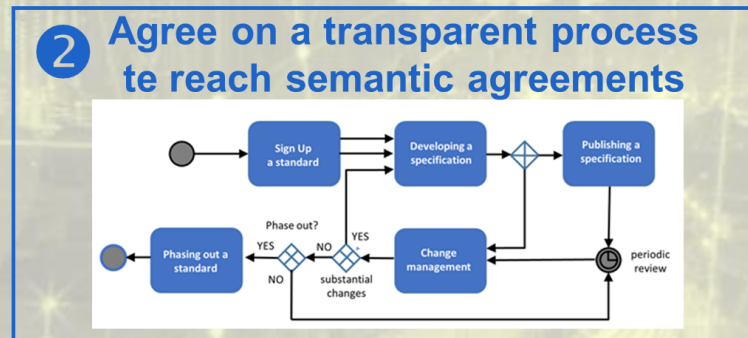 2 Agree on a transparent process
te reach semantic agreements
Sign Up
a standard
Developing a
specification
Publishing a
specification
Phase out?
YES
NO
YES
Phasing out a
standard
NO
substantial
changes
Change
management
periodic
review